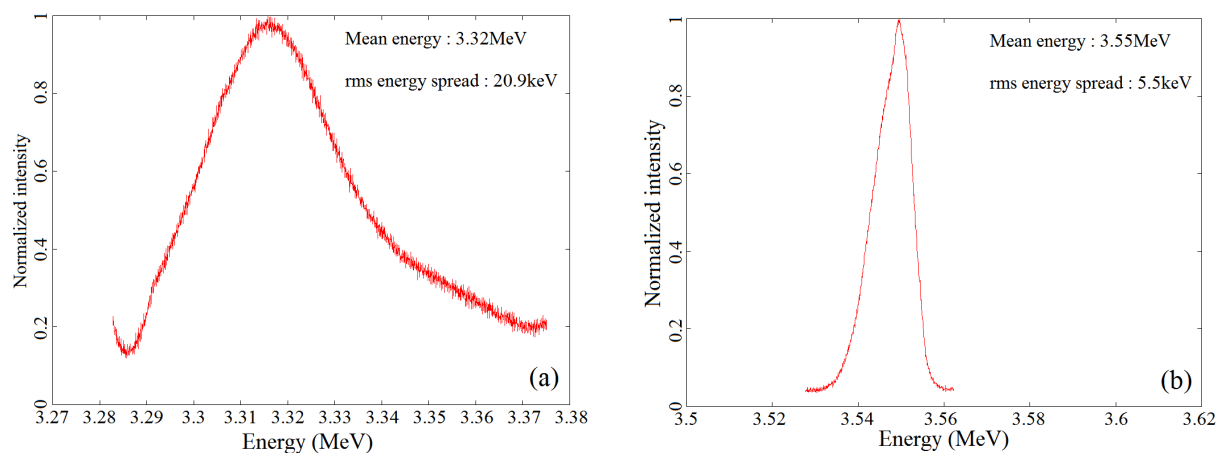 Mean energy : 3.32MeV
rms energy spread : 20.9keV
Normalized intensity
0
0.2
0.4
0.6
0.8
1
(a)
3.27 3.28 3.29 3.3 3.31 3.32 3.33 3.34 3.35 3.36 3.37 3.38
Energy (MeV)
Mean energy : 3.55MeV
rms energy spread : 5.5keV
Normalized intensity
0
0.2
0.4
0.6
0.8
1
(b)
3.5 3.52 3.54 3.56 3.58 3.6 3.62
Energy (MeV)